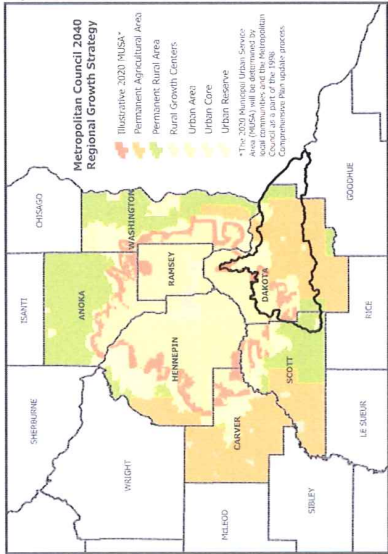 Metropolitan Council 2040
Regional Growth Strategy
Illustrative 2020 MUSA*
Permanent Agricultural Area
Permanent Rural Area
Rural Growth Centers
Urban Area
Urban Core
Urban Reserve
*The 2020 Municipal Urban Service
Area (MUSA) will be determined by
local communities and the Metropolitan
Council as a part of the 1998
Comprehensive Plan update process
SHERBURNE
ISANTI
CHISAGO
ANOKA
WASHINGTON
WRIGHT
HENNEPIN
RAMSEY
McLEOD
CARVER
SCOTT
DAKOTA
SIBLEY
LE SUEUR
RICE
GOODHUE